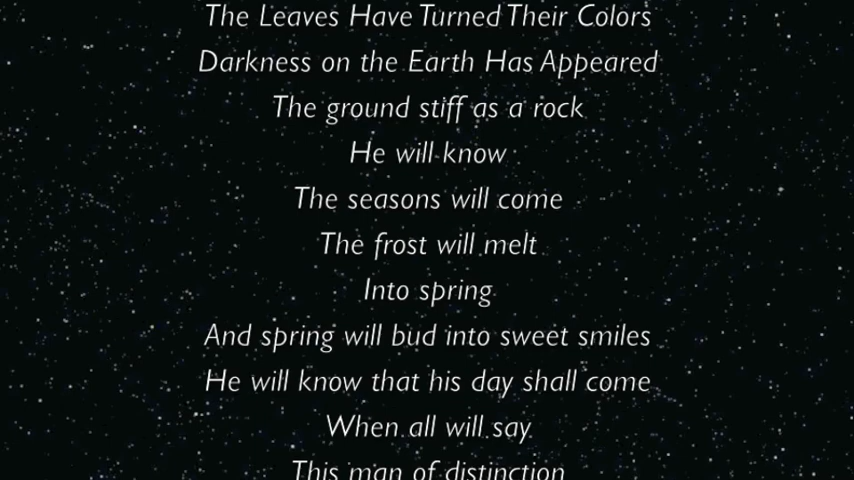 The Leaves Have Turned Their Colors
Darkness on the Earth Has Appeared
The ground stiff as a rock
He will know
The seasons will come
The frost will melt
Into spring
And spring will bud into sweet smiles
He will know that his day shall come
When all will say
This man of distinction